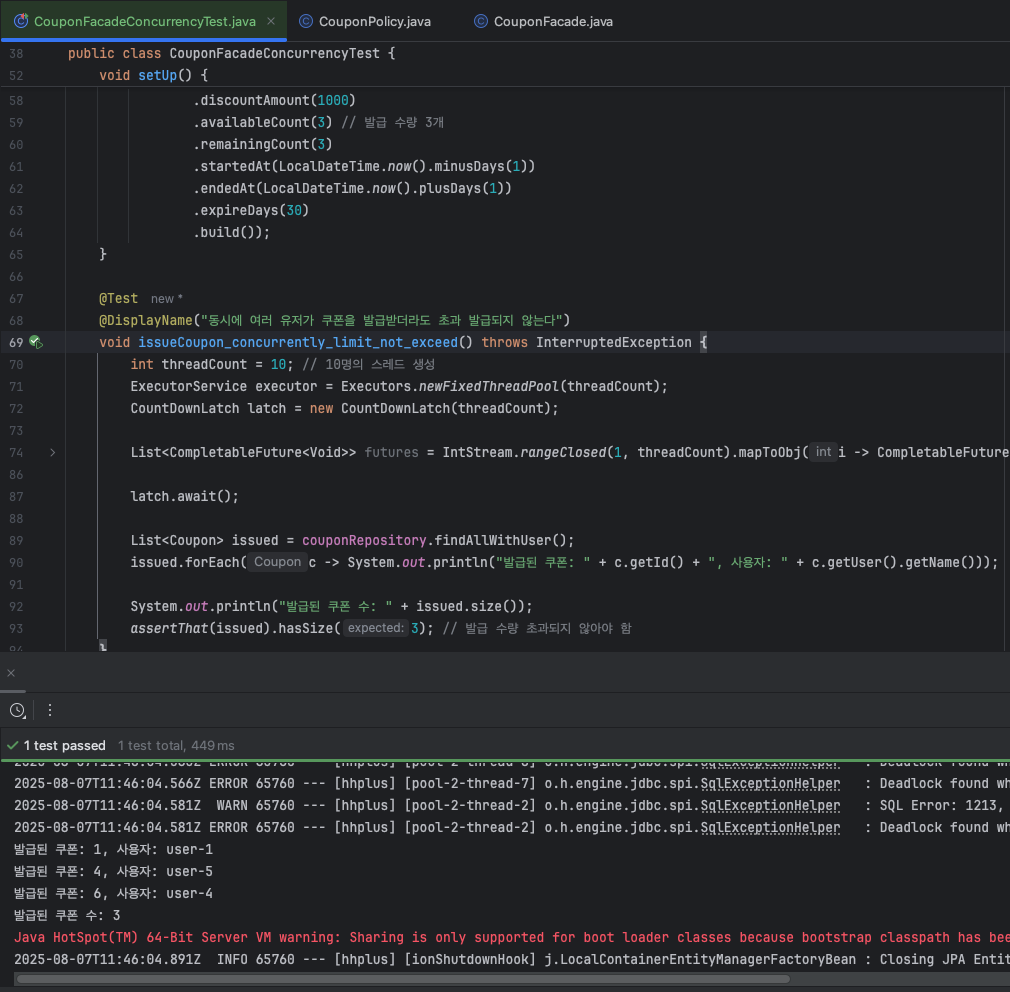 CouponFacadeConcurrencyTest.java × CouponPolicy.java CouponFacade.java
38 public class CouponFacadeConcurrencyTest {
52 void setUp() {
58 .discountAmount(1000)
59 .availableCount(3) // 발급 수량 3개
60 .remainingCount(3)
61 .startedAt(LocalDateTime.now().minusDays(1))
62 .endedAt(LocalDateTime.now().plusDays(1))
63 .expireDays(30)
64 .build());
65 }
66
67 @Test new *
68 @DisplayName("동시에 여러 유저가 쿠폰을 발급받더라도 초과 발급되지 않는다")
69 void issueCoupon_concurrently_limit_not_exceed() throws InterruptedException {
70 int threadCount = 10; // 10명의 스레드 생성
71 ExecutorService executor = Executors.newFixedThreadPool(threadCount);
72 CountDownLatch latch = new CountDownLatch(threadCount);
73
74 List<CompletableFuture<Void>> futures = IntStream.rangeClosed(1, threadCount).mapToObj( int i -> CompletableFuture
86
87 latch.await();
88
89 List<Coupon> issued = couponRepository.findAllWithUser();
90 issued.forEach( Coupon c -> System.out.println("발급된 쿠폰: " + c.getId() + ", 사용자: " + c.getUser().getName()));
91
92 System.out.println("발급된 쿠폰 수: " + issued.size());
93 assertThat(issued).hasSize( expected: 3); // 발급 수량 초과되지 않아야 함
94 }
1 test passed 1 test total, 449 ms
2025-08-07T11:46:04.566Z ERROR 65760 --- [hhplus] [pool-2-thread-7] o.h.engine.jdbc.spi.SqlExceptionHelper : Deadlock found wh
2025-08-07T11:46:04.581Z WARN 65760 --- [hhplus] [pool-2-thread-2] o.h.engine.jdbc.spi.SqlExceptionHelper : SQL Error: 1213,
2025-08-07T11:46:04.581Z ERROR 65760 --- [hhplus] [pool-2-thread-2] o.h.engine.jdbc.spi.SqlExceptionHelper : Deadlock found wh
발급된 쿠폰: 1, 사용자: user-1
발급된 쿠폰: 4, 사용자: user-5
발급된 쿠폰: 6, 사용자: user-4
발급된 쿠폰 수: 3
Java HotSpot(TM) 64-Bit Server VM warning: Sharing is only supported for boot loader classes because bootstrap classpath has bee
2025-08-07T11:46:04.891Z INFO 65760 --- [hhplus] [ionShutdownHook] j.LocalContainerEntityManagerFactoryBean : Closing JPA Entit